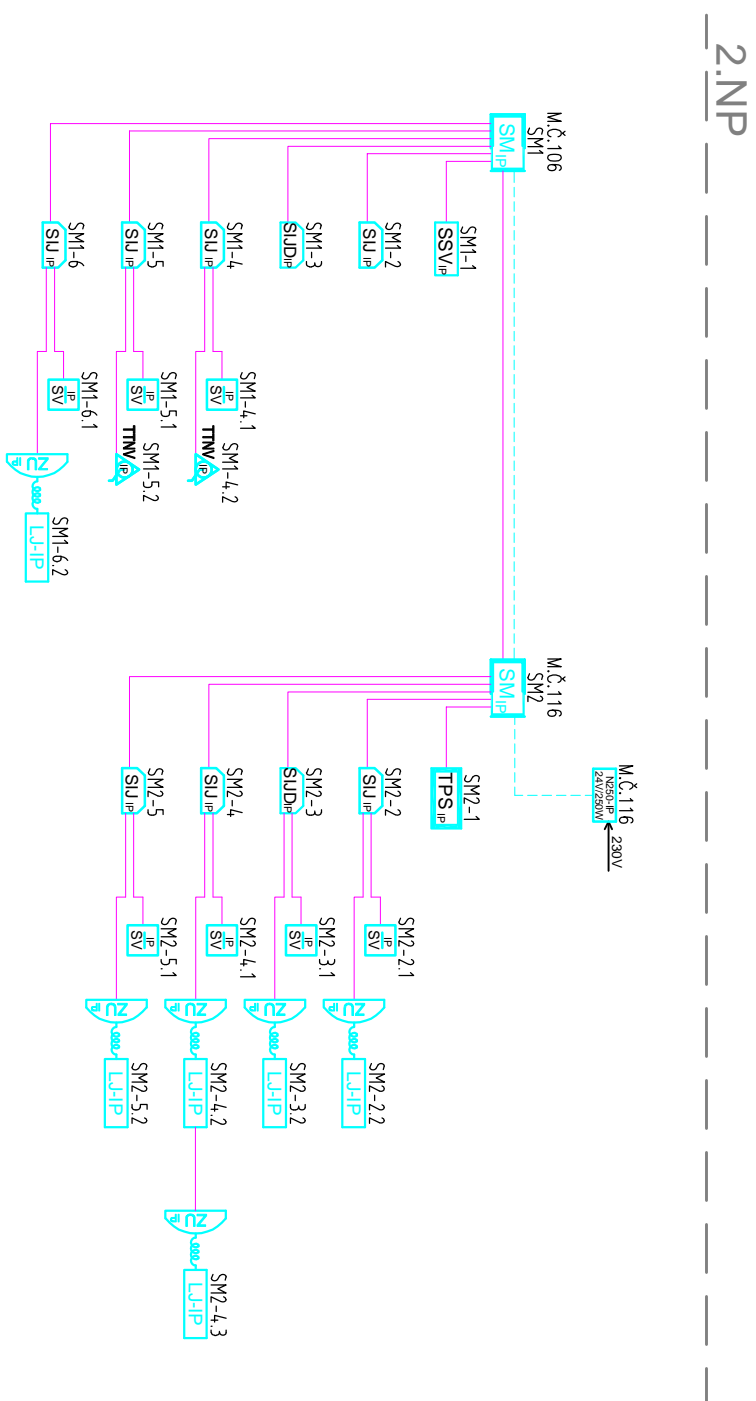 2.NP
M.Č.116
N250-IP
24V/250W
230V
M.Č.106
SM1
SM IP
M.Č.116
SM2
SM IP
SM1-1
SSV IP
SM1-2
SIJ IP
SM1-3
SIJD IP
SM1-4
SIJ IP
SM1-4.1
IP
SV
SM1-4.2
TTNV IP
SM1-5
SIJ IP
SM1-5.1
IP
SV
SM1-5.2
TTNV IP
SM1-6
SIJ IP
SM1-6.1
IP
SV
SM1-6.2
ZU IP
LJ-IP
SM2-1
TPS IP
SM2-2
SIJ IP
SM2-2.1
IP
SV
SM2-2.2
ZU IP
LJ-IP
SM2-3
SIJD IP
SM2-3.1
IP
SV
SM2-3.2
ZU IP
LJ-IP
SM2-4
SIJ IP
SM2-4.1
IP
SV
SM2-4.2
ZU IP
LJ-IP
SM2-4.3
ZU IP
LJ-IP
SM2-5
SIJ IP
SM2-5.1
IP
SV
SM2-5.2
ZU IP
LJ-IP